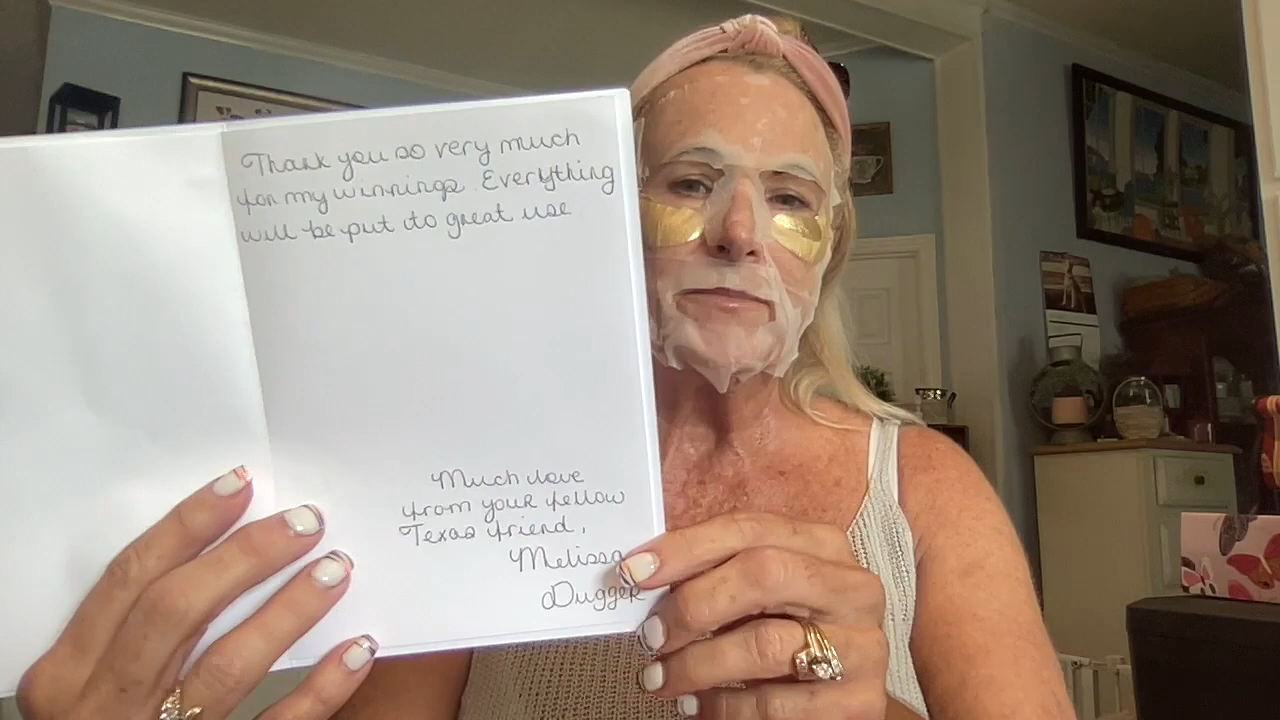 Thank you so very much
for my winnings. Everything
will be put to great use
Much love
from your fellow
Texas friend,
Melissa
Dugger